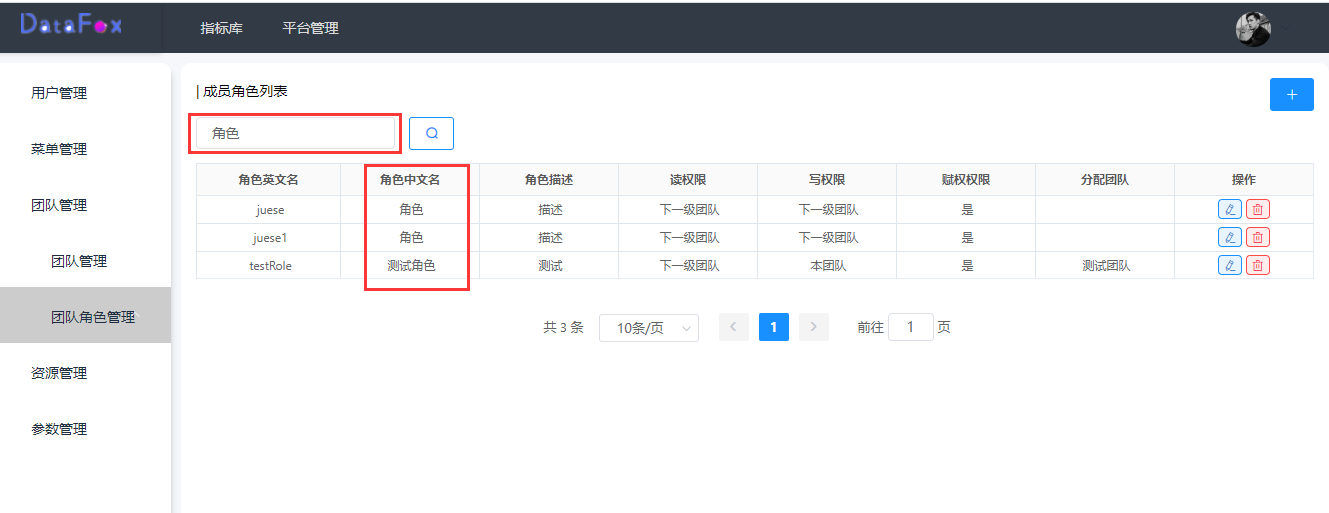 DataFox
指标库 平台管理
用户管理
菜单管理
团队管理
团队管理
团队角色管理
资源管理
参数管理
| 成员角色列表
+
角色
角色英文名 角色中文名 角色描述 读权限 写权限 赋权权限 分配团队 操作
juese 角色 描述 下一级团队 下一级团队 是
juese1 角色 描述 下一级团队 下一级团队 是
testRole 测试角色 测试 下一级团队 本团队 是 测试团队
共 3 条 10条/页 < 1 > 前往 1 页